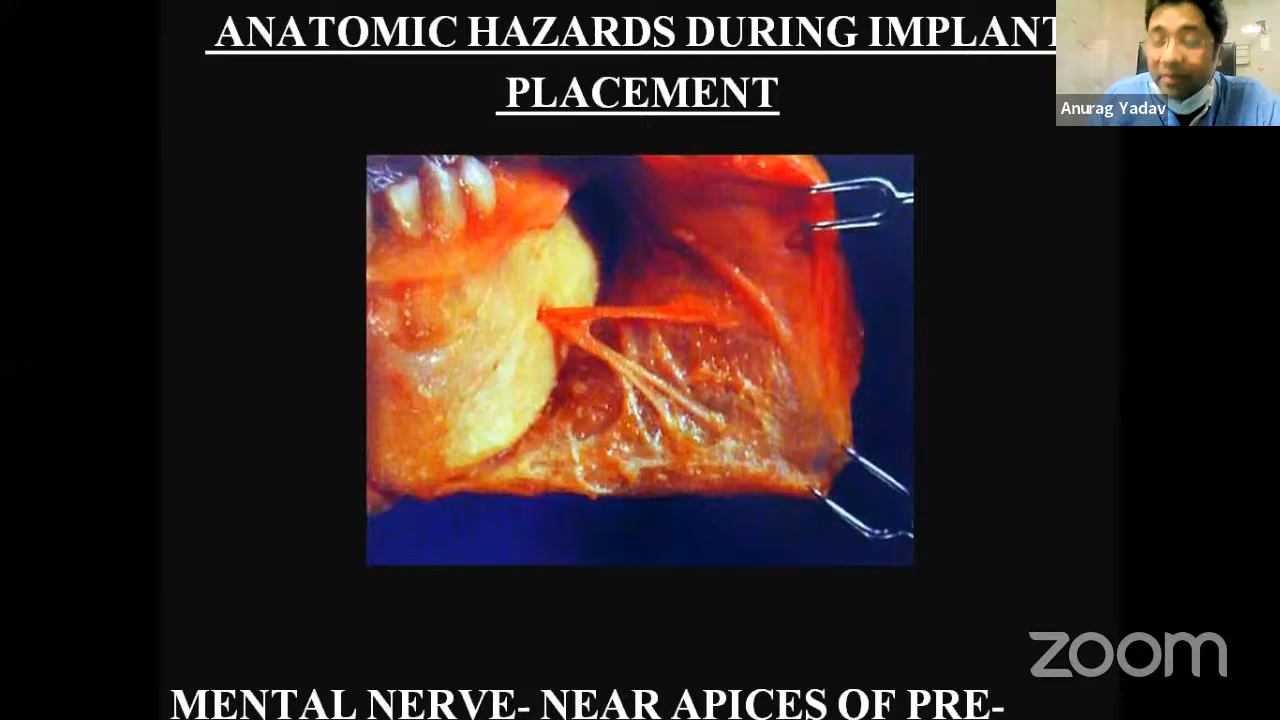 ANATOMIC HAZARDS DURING IMPLANT
PLACEMENT
Anurag Yadav
zoom
MENTAL NERVE- NEAR APICES OF PRE-